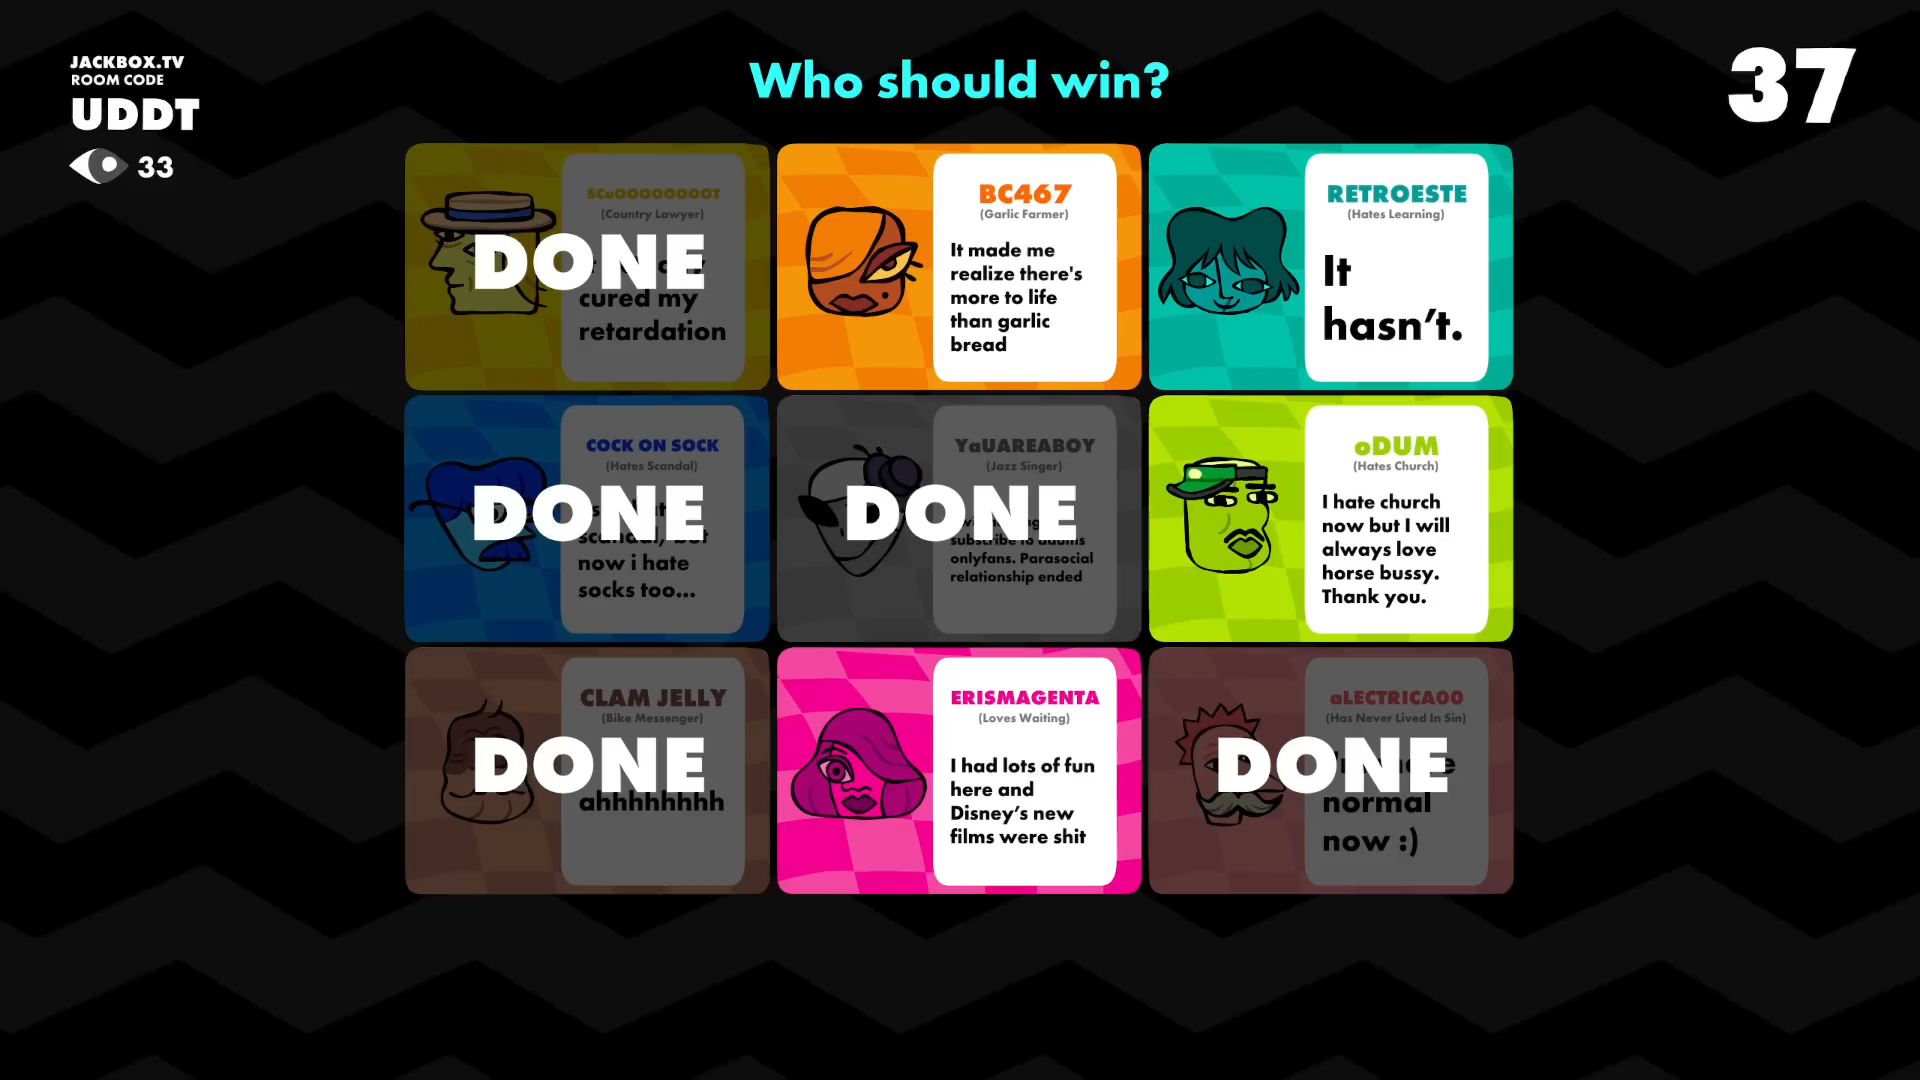 JACKBOX.TV
ROOM CODE
UDDT
33
Who should win?
37
SCuOOOOOOOOT
(Country Lawyer)
DONE
cured my
retardation
BC467
(Garlic Farmer)
It made me
realize there's
more to life
than garlic
bread
RETROESTE
(Hates Learning)
It
hasn’t.
COCK ON SOCK
(Hates Scandal)
DONE
now i hate
socks too...
YaUAREABOY
(Jazz Singer)
DONE
subscribe to adams
onlyfans. Parasocial
relationship ended
oDUM
(Hates Church)
I hate church
now but I will
always love
horse bussy.
Thank you.
CLAM JELLY
(Bike Messenger)
DONE
ahhhhhhhh
ERISMAGENTA
(Loves Waiting)
I had lots of fun
here and
Disney’s new
films were shit
aLECTRICA00
(Has Never Lived In Sin)
DONE
normal
now :)